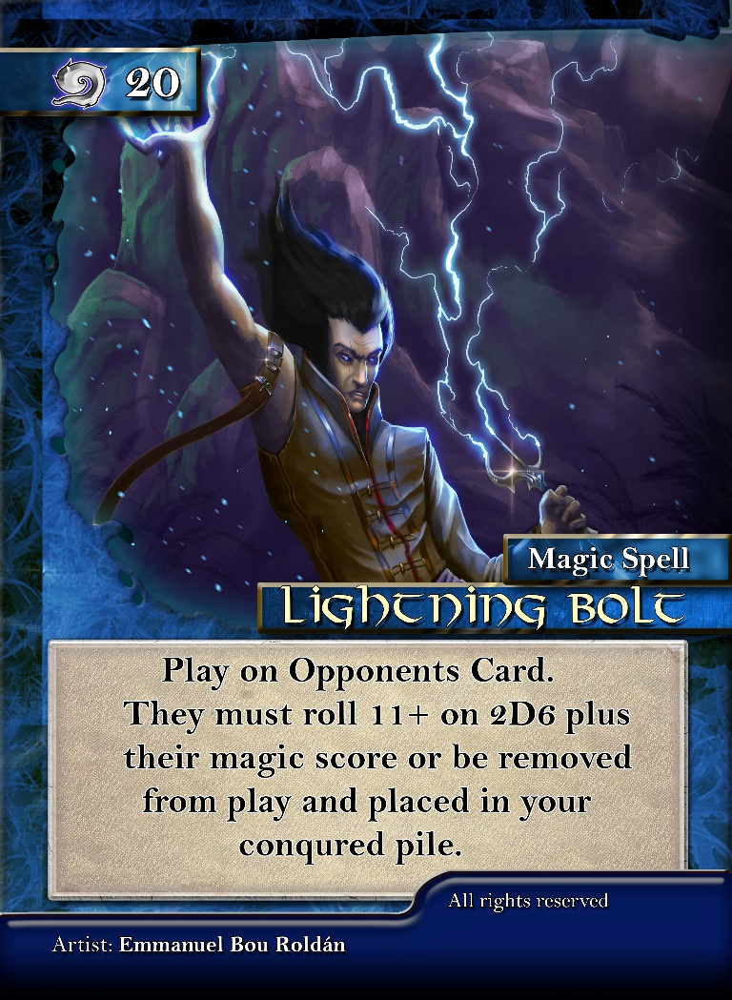 20
Magic Spell
Lightning Bolt
Play on Opponents Card.
They must roll 11+ on 2D6 plus
their magic score or be removed
from play and placed in your
conqured pile.
All rights reserved
Artist: Emmanuel Bou Roldán